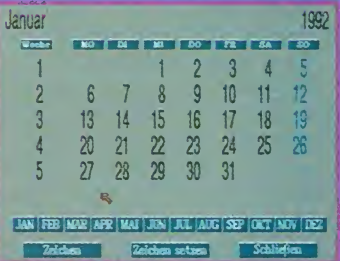 Januar 1992
Woche MO DI MI DO FR SA SO
1 1 2 3 4 5
2 6 7 8 9 10 11 12
3 13 14 15 16 17 18 19
4 20 21 22 23 24 25 26
5 27 28 29 30 31
JAN FEB MAR APR MAI JUN JUL AUG SEP OKT NOV DEZ
Zeichen Zeichen setzen Schließen